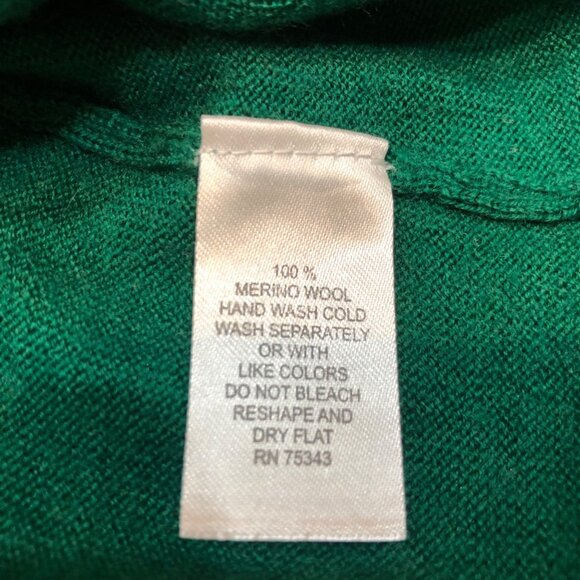 100 %
MERINO WOOL
HAND WASH COLD
WASH SEPARATELY
OR WITH
LIKE COLORS
DO NOT BLEACH
RESHAPE AND
DRY FLAT
RN 75343